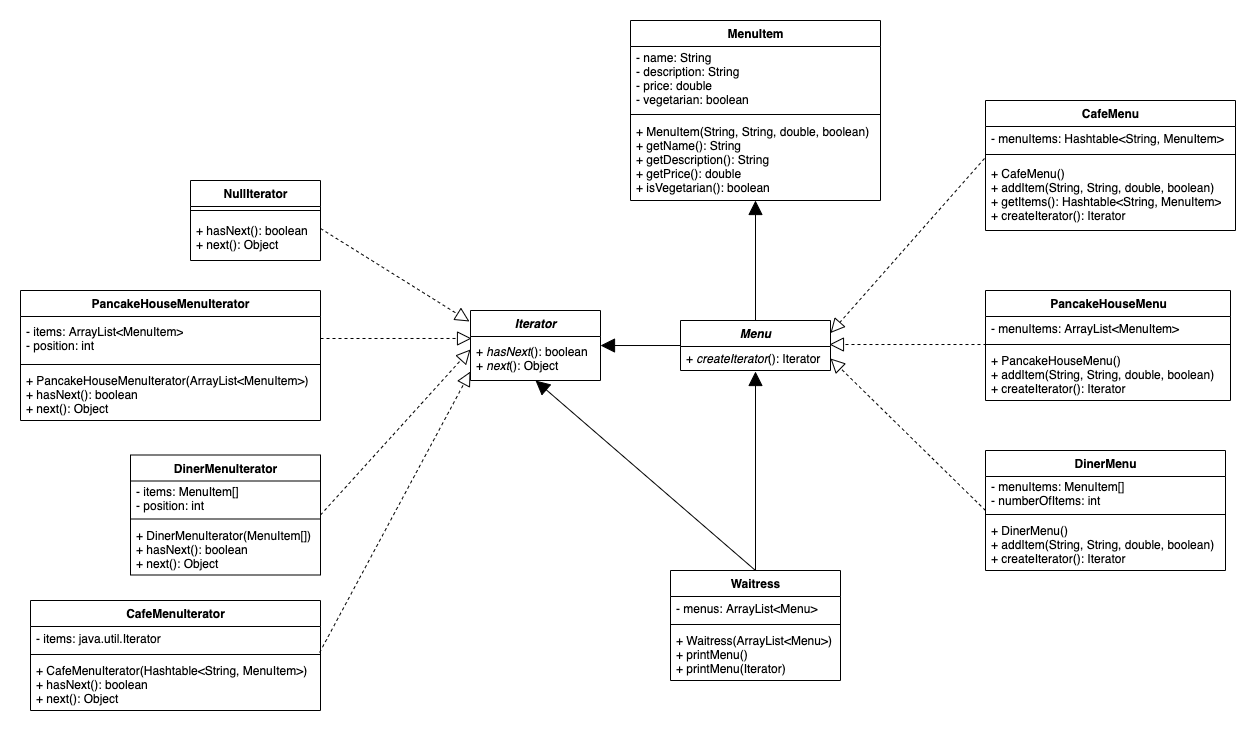 MenuItem
- name: String
- description: String
- price: double
- vegetarian: boolean
+ MenuItem(String, String, double, boolean)
+ getName(): String
+ getDescription(): String
+ getPrice(): double
+ isVegetarian(): boolean
CafeMenu
- menuItems: Hashtable<String, MenuItem>
+ CafeMenu()
+ addItem(String, String, double, boolean)
+ getItems(): Hashtable<String, MenuItem>
+ createIterator(): Iterator
NullIterator
+ hasNext(): boolean
+ next(): Object
PancakeHouseMenuIterator
- items: ArrayList<MenuItem>
- position: int
+ PancakeHouseMenuIterator(ArrayList<MenuItem>)
+ hasNext(): boolean
+ next(): Object
Iterator
+ hasNext(): boolean
+ next(): Object
Menu
+ createIterator(): Iterator
PancakeHouseMenu
- menuItems: ArrayList<MenuItem>
+ PancakeHouseMenu()
+ addItem(String, String, double, boolean)
+ createIterator(): Iterator
DinerMenuIterator
- items: MenuItem[]
- position: int
+ DinerMenuIterator(MenuItem[])
+ hasNext(): boolean
+ next(): Object
DinerMenu
- menuItems: MenuItem[]
- numberOfItems: int
+ DinerMenu()
+ addItem(String, String, double, boolean)
+ createIterator(): Iterator
CafeMenuIterator
- items: java.util.Iterator
+ CafeMenuIterator(Hashtable<String, MenuItem>)
+ hasNext(): boolean
+ next(): Object
Waitress
- menus: ArrayList<Menu>
+ Waitress(ArrayList<Menu>)
+ printMenu()
+ printMenu(Iterator)